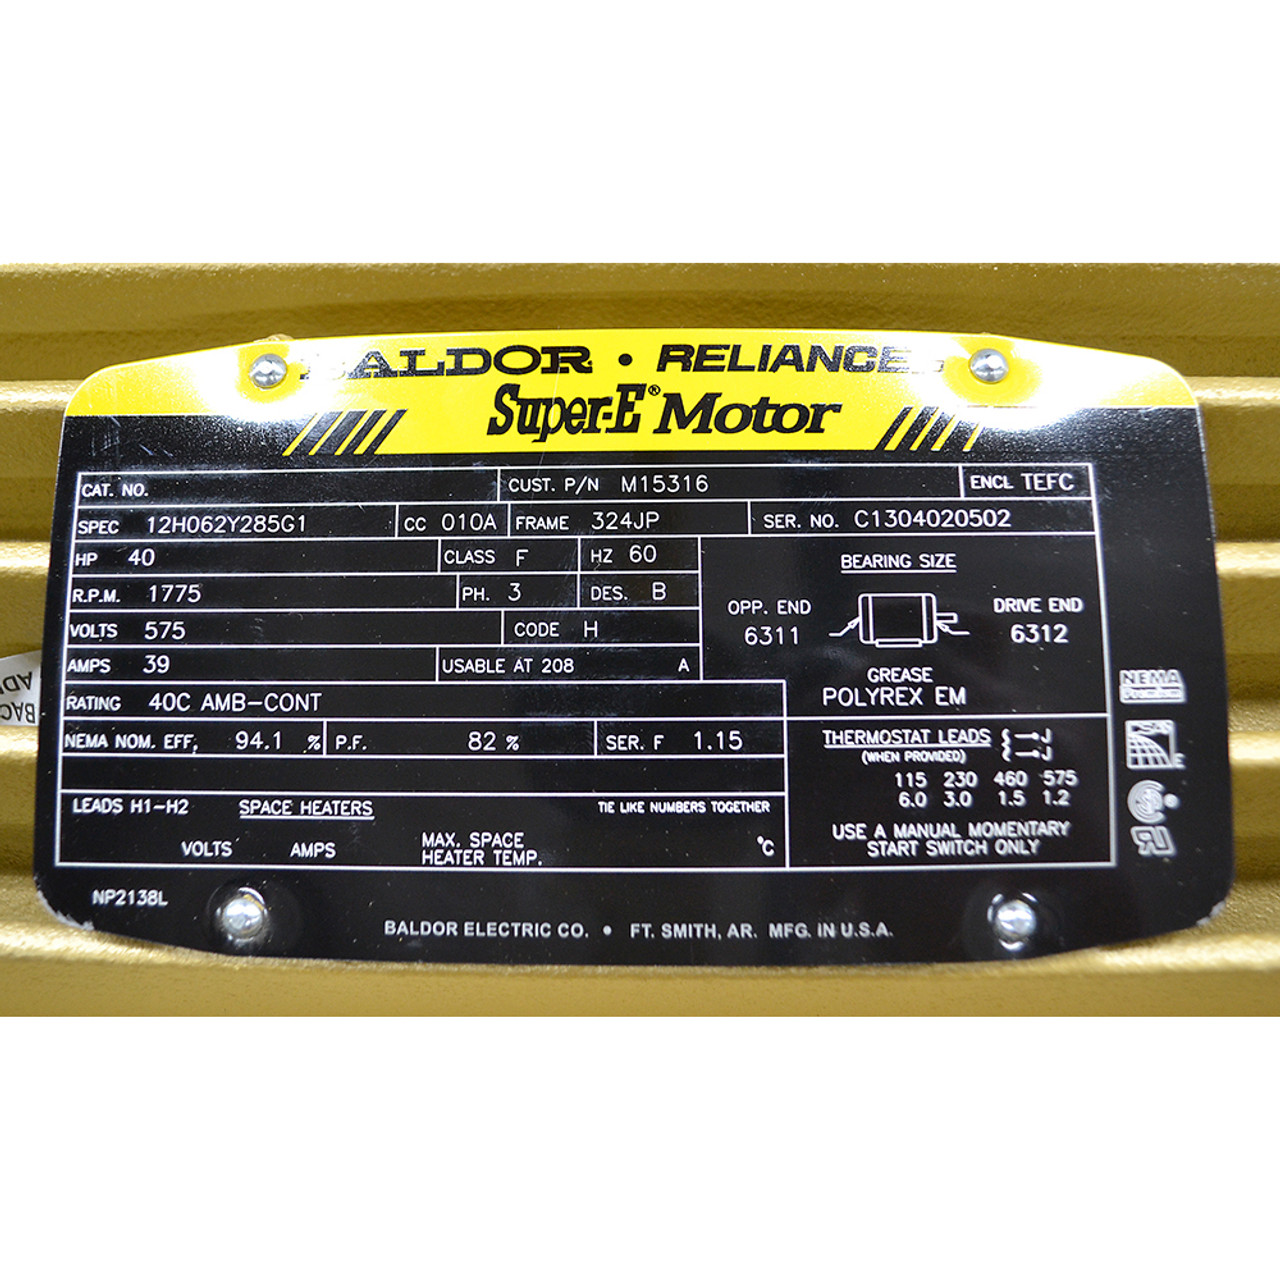 BALDOR • RELIANCE
Super-E® Motor
CAT. NO. CUST. P/N M15316 ENCL TEFC
SPEC 12H062Y285G1 CC 010A FRAME 324JP SER. NO. C1304020502
HP 40 CLASS F HZ 60
R.P.M. 1775 PH. 3 DES. B
VOLTS 575 CODE H
AMPS 39 USABLE AT 208 A
RATING 40C AMB-CONT
NEMA NOM. EFF. 94.1 % P.F. 82 % SER. F 1.15
LEADS H1-H2 SPACE HEATERS TIE LIKE NUMBERS TOGETHER
VOLTS AMPS MAX. SPACE HEATER TEMP. °C
BEARING SIZE
OPP. END DRIVE END
6311 6312
GREASE
POLYREX EM
THERMOSTAT LEADS J
(WHEN PROVIDED) J
115 230 460 575
6.0 3.0 1.5 1.2
USE A MANUAL MOMENTARY
START SWITCH ONLY
NEMA
Premium
E
NP2138L
BALDOR ELECTRIC CO. • FT. SMITH, AR. MFG. IN U.S.A.